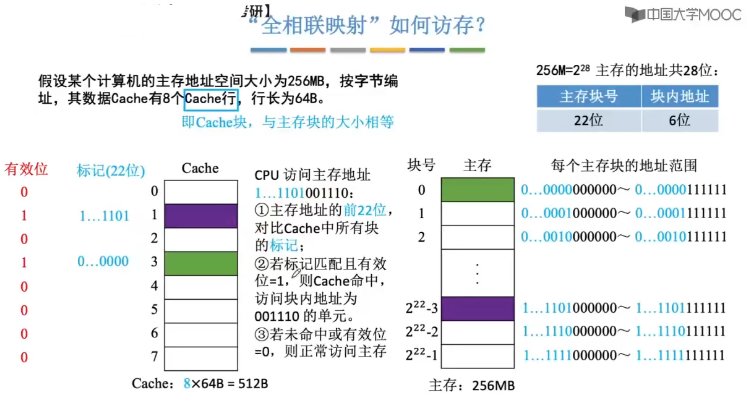 研】
“全相联映射”如何访存？
中国大学MOOC
假设某个计算机的主存地址空间大小为256MB，按字节编
址，其数据Cache有8个Cache行，行长为64B。
即Cache块，与主存块的大小相等
256M=2²⁸ 主存的地址共28位：
主存块号 块内地址
22位 6位
有效位 标记(22位) Cache
0 0
1 1…1101 1
0 2
1 0…0000 3
0 4
0 5
0 6
0 7
Cache：8×64B = 512B
CPU 访问主存地址
1…1101001110：
①主存地址的前22位，
对比Cache中所有块
的标记；
②若标记匹配且有效
位=1，则Cache命中，
访问块内地址为
001110 的单元。
③若未命中或有效位
=0，则正常访问主存
块号 主存 每个主存块的地址范围
0 0…0000000000～ 0…0000111111
1 0…0001000000～ 0…0001111111
2 0…0010000000～ 0…0010111111
⋮
2²²-3 1…1101000000～ 1…1101111111
2²²-2 1…1110000000～ 1…1110111111
2²²-1 1…1111000000～ 1…1111111111
主存：256MB